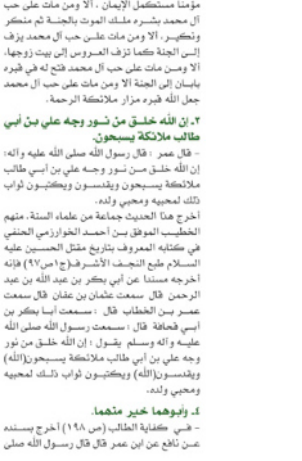 مؤمنا مستكمل الإيمان ، ألا ومن مات على حب
آل محمد بشره ملك الموت بالجنة ثم منكر
ونكير، ألا ومن مات على حب آل محمد يزف
إلى الجنة كما تزف العروس إلى بيت زوجها،
ألا ومن مات على حب آل محمد فتح له في قبره
بابان إلى الجنة ألا ومن مات على حب آل محمد
جعل الله قبره مزار ملائكة الرحمة.
٣ـ إن الله خلق من نور وجه علي بن أبي
طالب ملائكة يسبحون.
- قال عمر : قال رسول الله صلى الله عليه وآله:
إن الله خلق من نور وجه علي بن أبي طالب
ملائكة يسبحون ويقدسون ويكتبون ثواب
ذلك لمحبيه ومحبي ولده.
أخرج هذا الحديث جماعة من علماء السنة، منهم
الخطيب الموفق بن أحمد الخوارزمي الحنفي
في كتابه المعروف بتاريخ مقتل الحسين عليه
السلام طبع النجف الأشرف(ج١ص٩٧) فإنه
أخرجه مسندا عن أبي بكر بن عبد الله بن عبد
الرحمن قال سمعت عثمان بن عفان قال سمعت
عمر بن الخطاب قال : سمعت أبا بكر بن
أبي قحافة قال : سمعت رسول الله صلى الله
عليه وآله وسلم يقول : إن الله خلق من نور
وجه علي بن أبي طالب ملائكة يسبحون(الله)
ويقدسون(الله) ويكتبون ثواب ذلك لمحبيه
ومحبي ولده.
٤ـ وأبوهما خير منهما.
- في كفاية الطالب (ص ١٩٨) أخرج بسنده
عن نافع عن ابن عمر قال قال رسول الله صلى